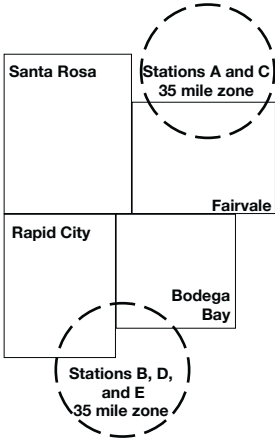 Santa Rosa
Stations A and C
35 mile zone
Fairvale
Rapid City
Bodega
Bay
Stations B, D,
and E
35 mile zone